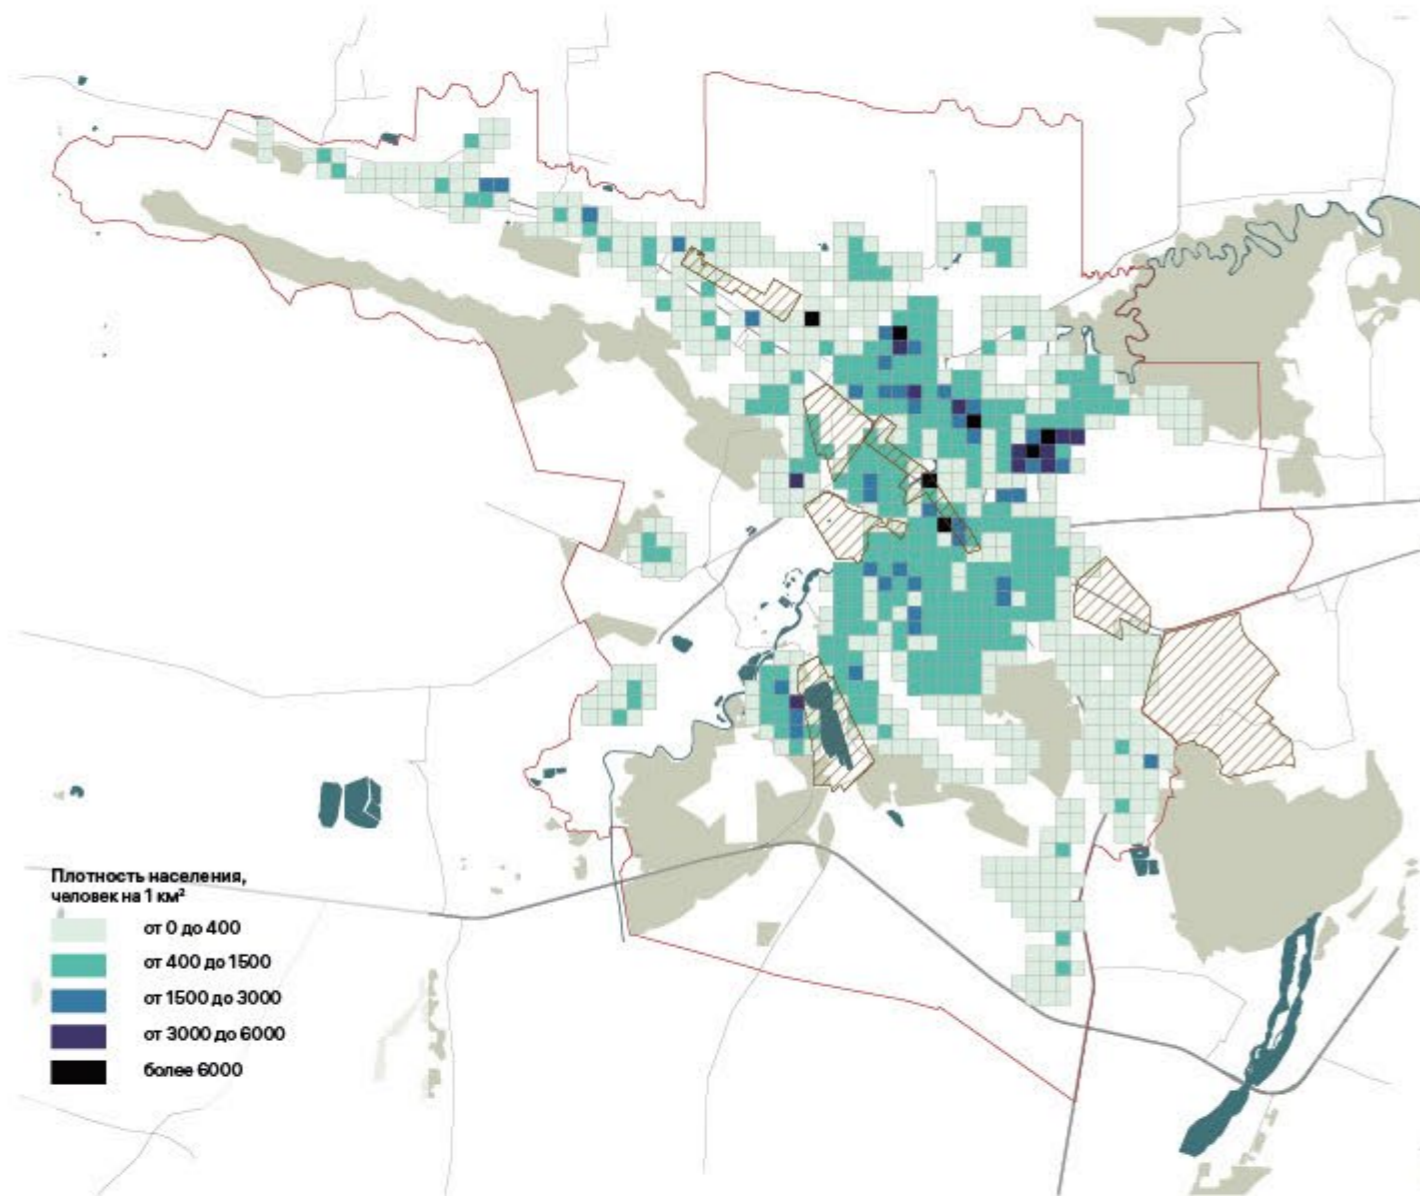 Плотность населения,
человек на 1 км²
от 0 до 400
от 400 до 1500
от 1500 до 3000
от 3000 до 6000
более 6000